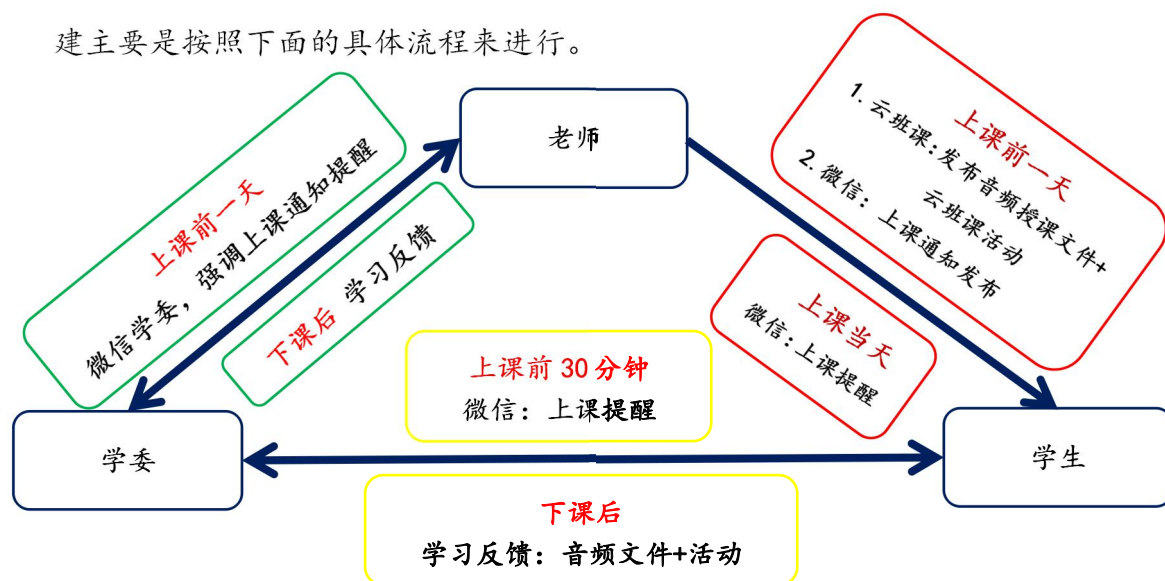 建主要是按照下面的具体流程来进行。
老师
上课前一天
微信学委，强调上课通知提醒
下课后 学习反馈
上课前一天
1. 云班课：发布音频授课文件+
云班课活动
2. 微信：上课通知发布
上课当天
微信：上课提醒
上课前 30 分钟
微信：上课提醒
学委
学生
下课后
学习反馈：音频文件+活动